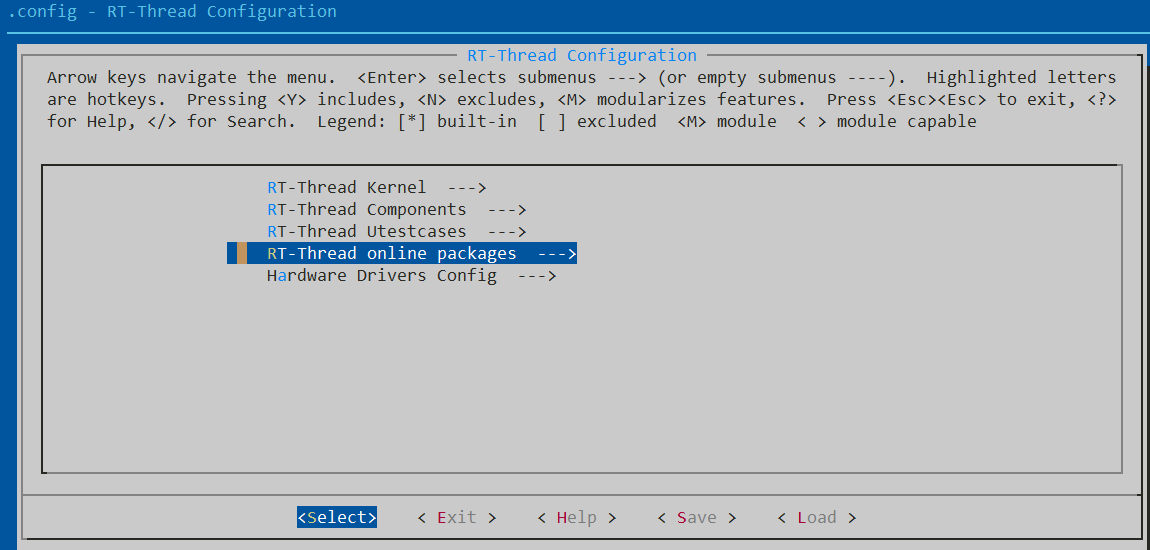 .config - RT-Thread Configuration
RT-Thread Configuration
Arrow keys navigate the menu.  <Enter> selects submenus ---> (or empty submenus ----).  Highlighted letters
are hotkeys.  Pressing <Y> includes, <N> excludes, <M> modularizes features.  Press <Esc><Esc> to exit, <?>
for Help, </> for Search.  Legend: [*] built-in  [ ] excluded  <M> module  < > module capable
RT-Thread Kernel  --->
RT-Thread Components  --->
RT-Thread Utestcases  --->
RT-Thread online packages  --->
Hardware Drivers Config  --->
<Select>    < Exit >    < Help >    < Save >    < Load >